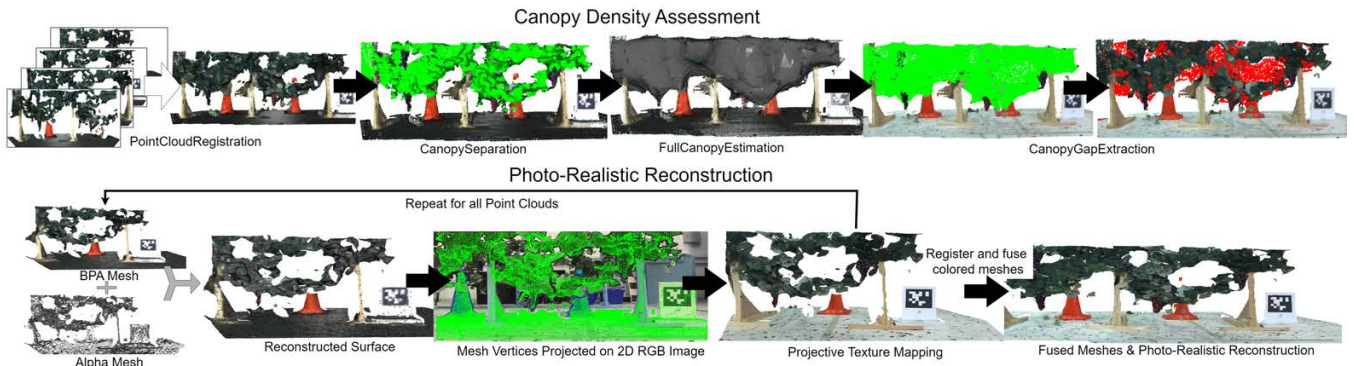 Canopy Density Assessment
PointCloudRegistration
CanopySeparation
FullCanopyEstimation
CanopyGapExtraction
Photo-Realistic Reconstruction
Repeat for all Point Clouds
BPA Mesh
Alpha Mesh
Reconstructed Surface
Mesh Vertices Projected on 2D RGB Image
Projective Texture Mapping
Register and fuse
colored meshes
Fused Meshes & Photo-Realistic Reconstruction